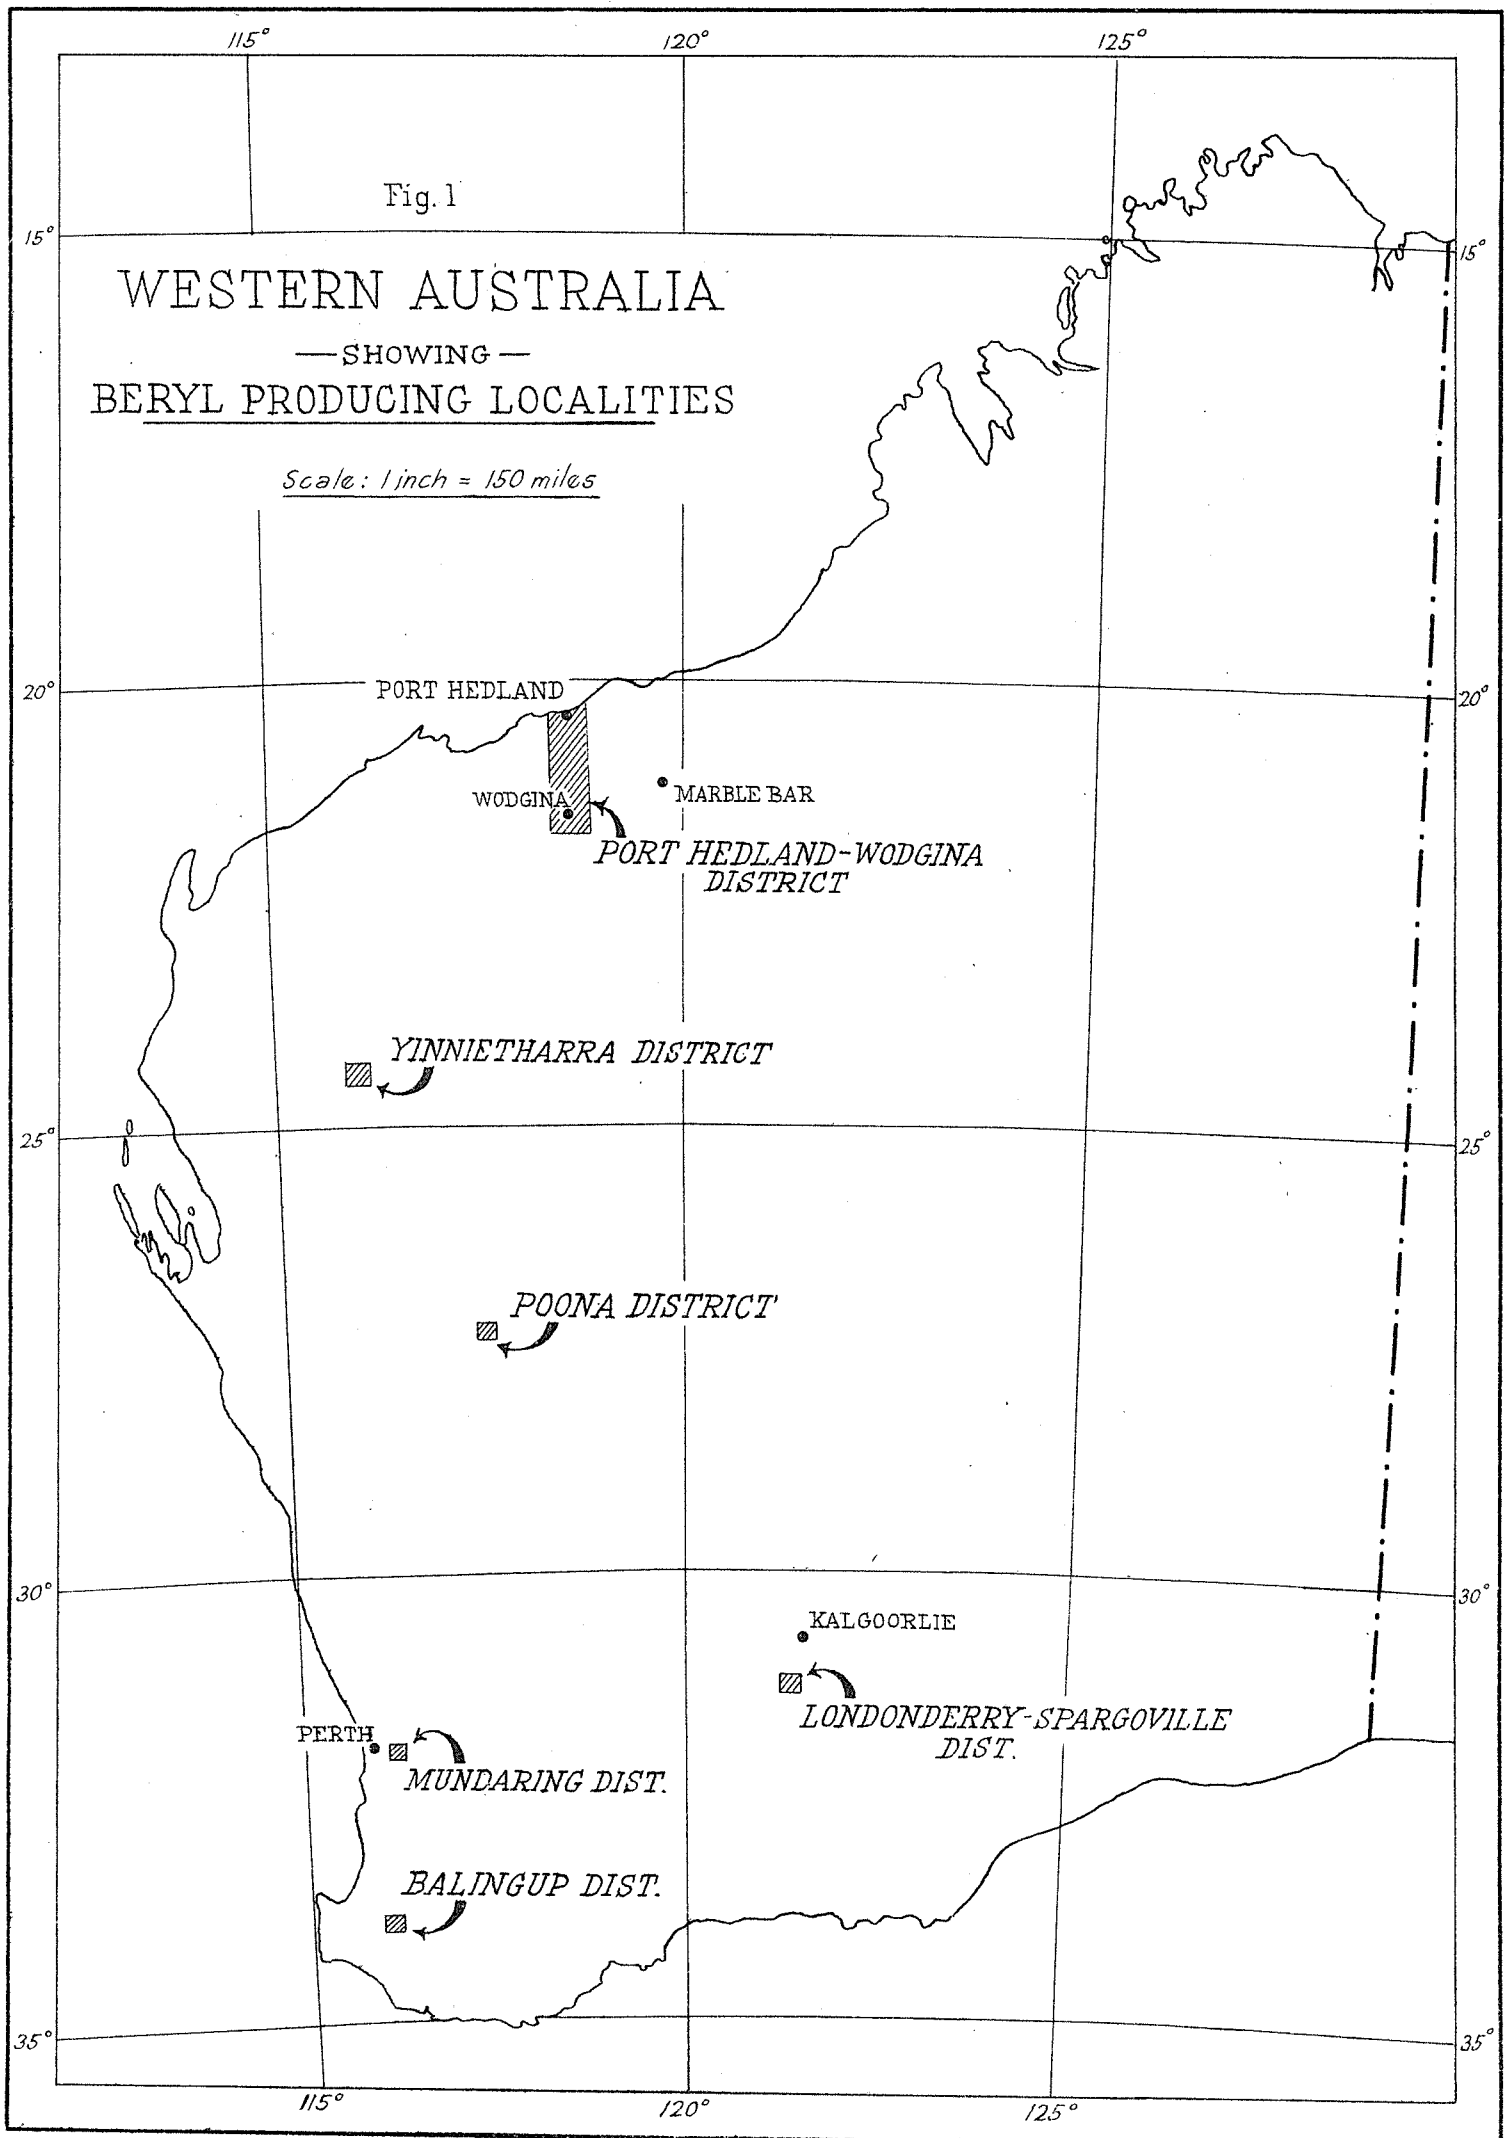 115° 120° 125°
Fig. 1
15° 15°
WESTERN AUSTRALIA
— SHOWING —
BERYL PRODUCING LOCALITIES
Scale: 1 inch = 150 miles
20° PORT HEDLAND 20°
WODGINA MARBLE BAR
PORT HEDLAND-WODGINA
DISTRICT
YINNIETHARRA DISTRICT
25° 25°
POONA DISTRICT
30° 30°
KALGOORLIE
LONDONDERRY-SPARGOVILLE
DIST.
PERTH
MUNDARING DIST.
BALINGUP DIST.
35° 35°
115° 120° 125°